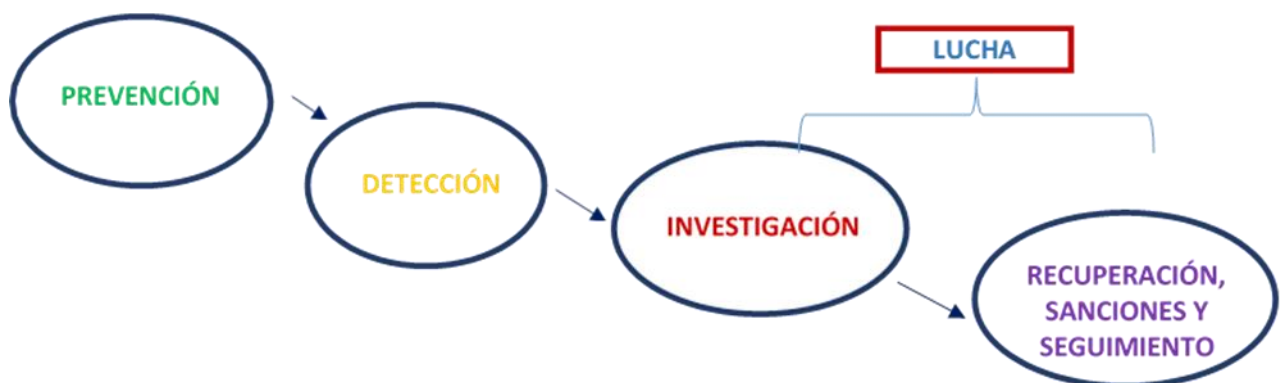 LUCHA
PREVENCIÓN
DETECCIÓN
INVESTIGACIÓN
RECUPERACIÓN,
SANCIONES Y
SEGUIMIENTO